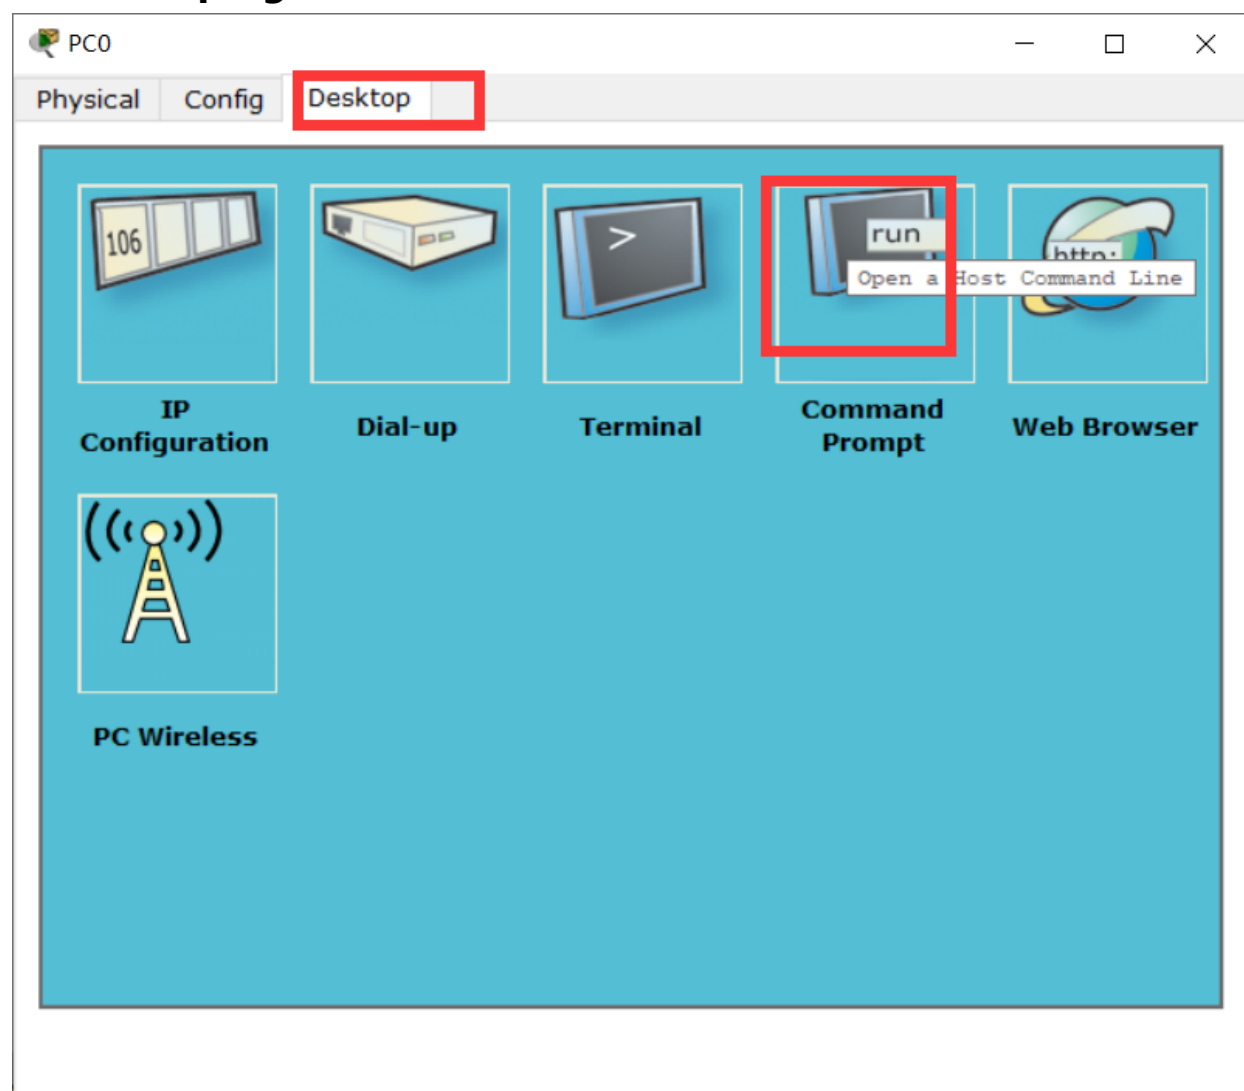 PC0
Physical Config Desktop
106
>
run
http:
Open a Host Command Line
IP
Configuration
Dial-up
Terminal
Command
Prompt
Web Browser
PC Wireless